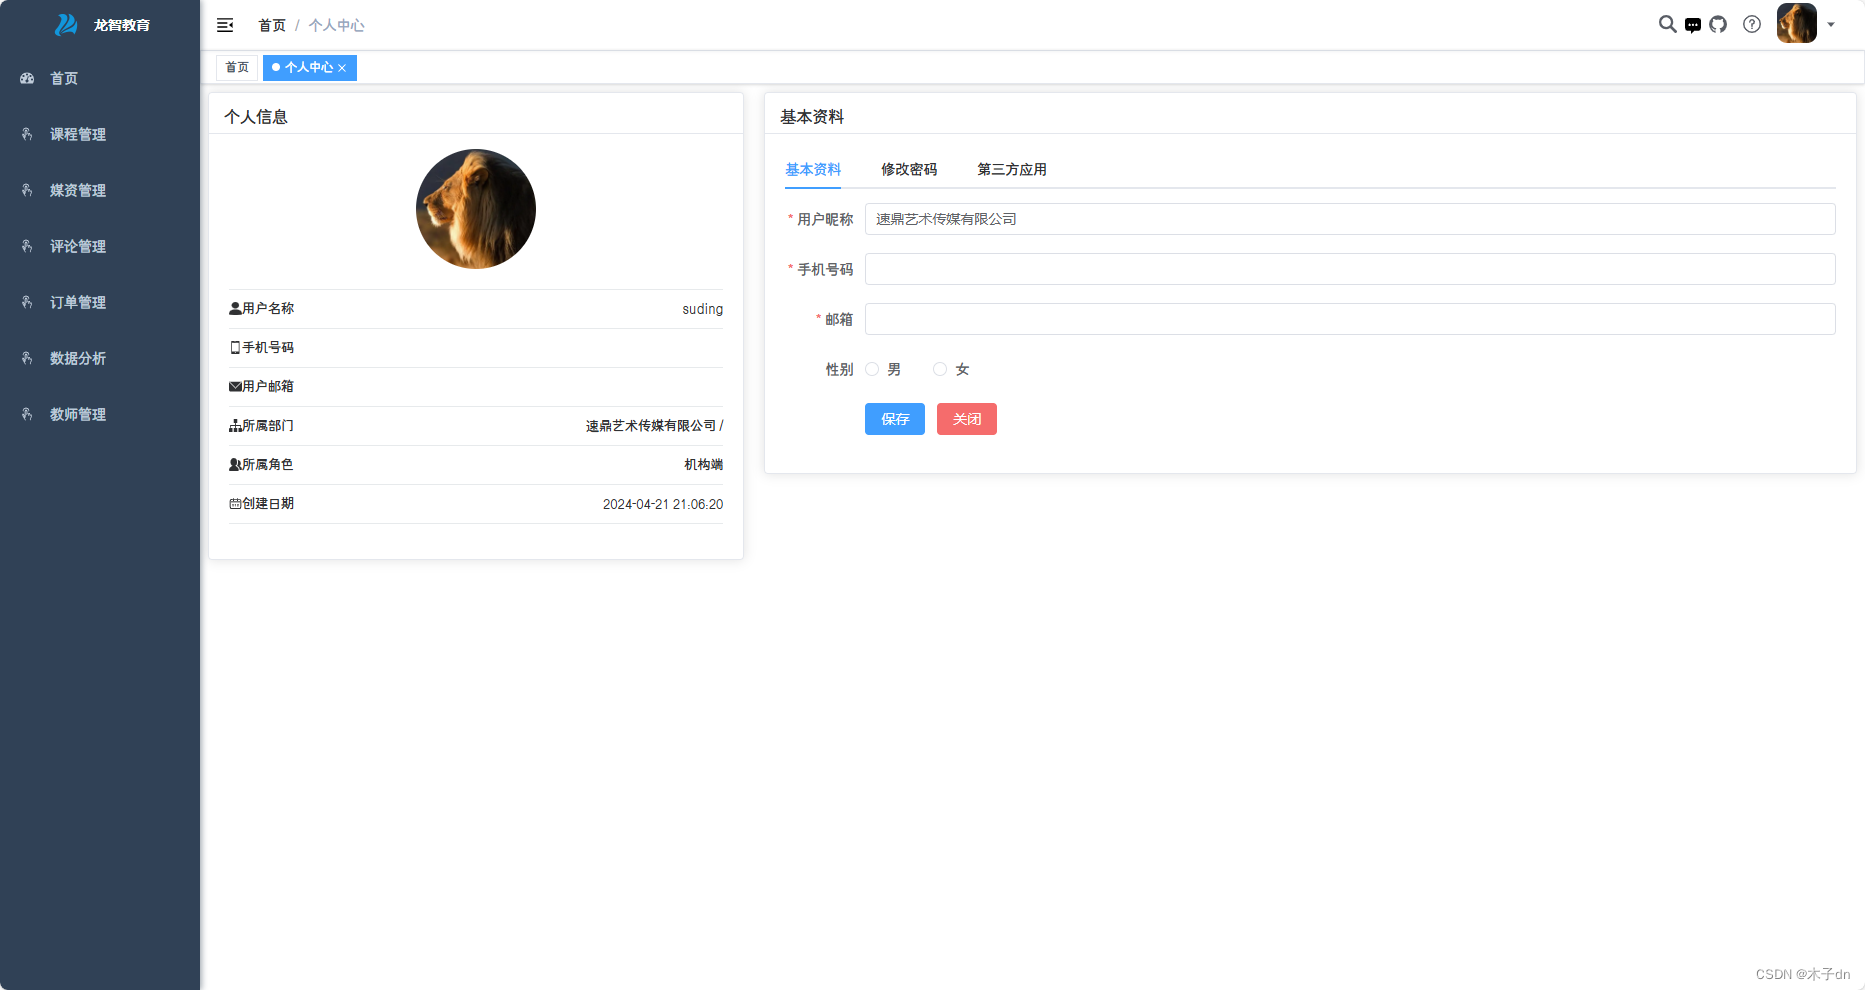 龙智教育
首页
课程管理
媒资管理
评论管理
订单管理
数据分析
教师管理
首页 / 个人中心
首页
个人中心
个人信息
用户名称 suding
手机号码
用户邮箱
所属部门 速鼎艺术传媒有限公司 /
所属角色 机构端
创建日期 2024-04-21 21:06:20
基本资料
基本资料 修改密码 第三方应用
* 用户昵称 速鼎艺术传媒有限公司
* 手机号码
* 邮箱
性别 男 女
保存 关闭
CSDN @木子dn